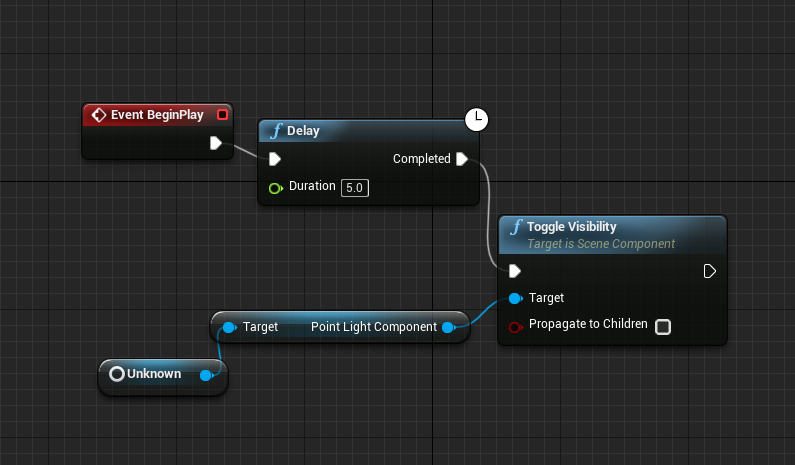 Event BeginPlay
Delay
Completed
Duration 5.0
Toggle Visibility
Target is Scene Component
Target
Propagate to Children
Target Point Light Component
Unknown